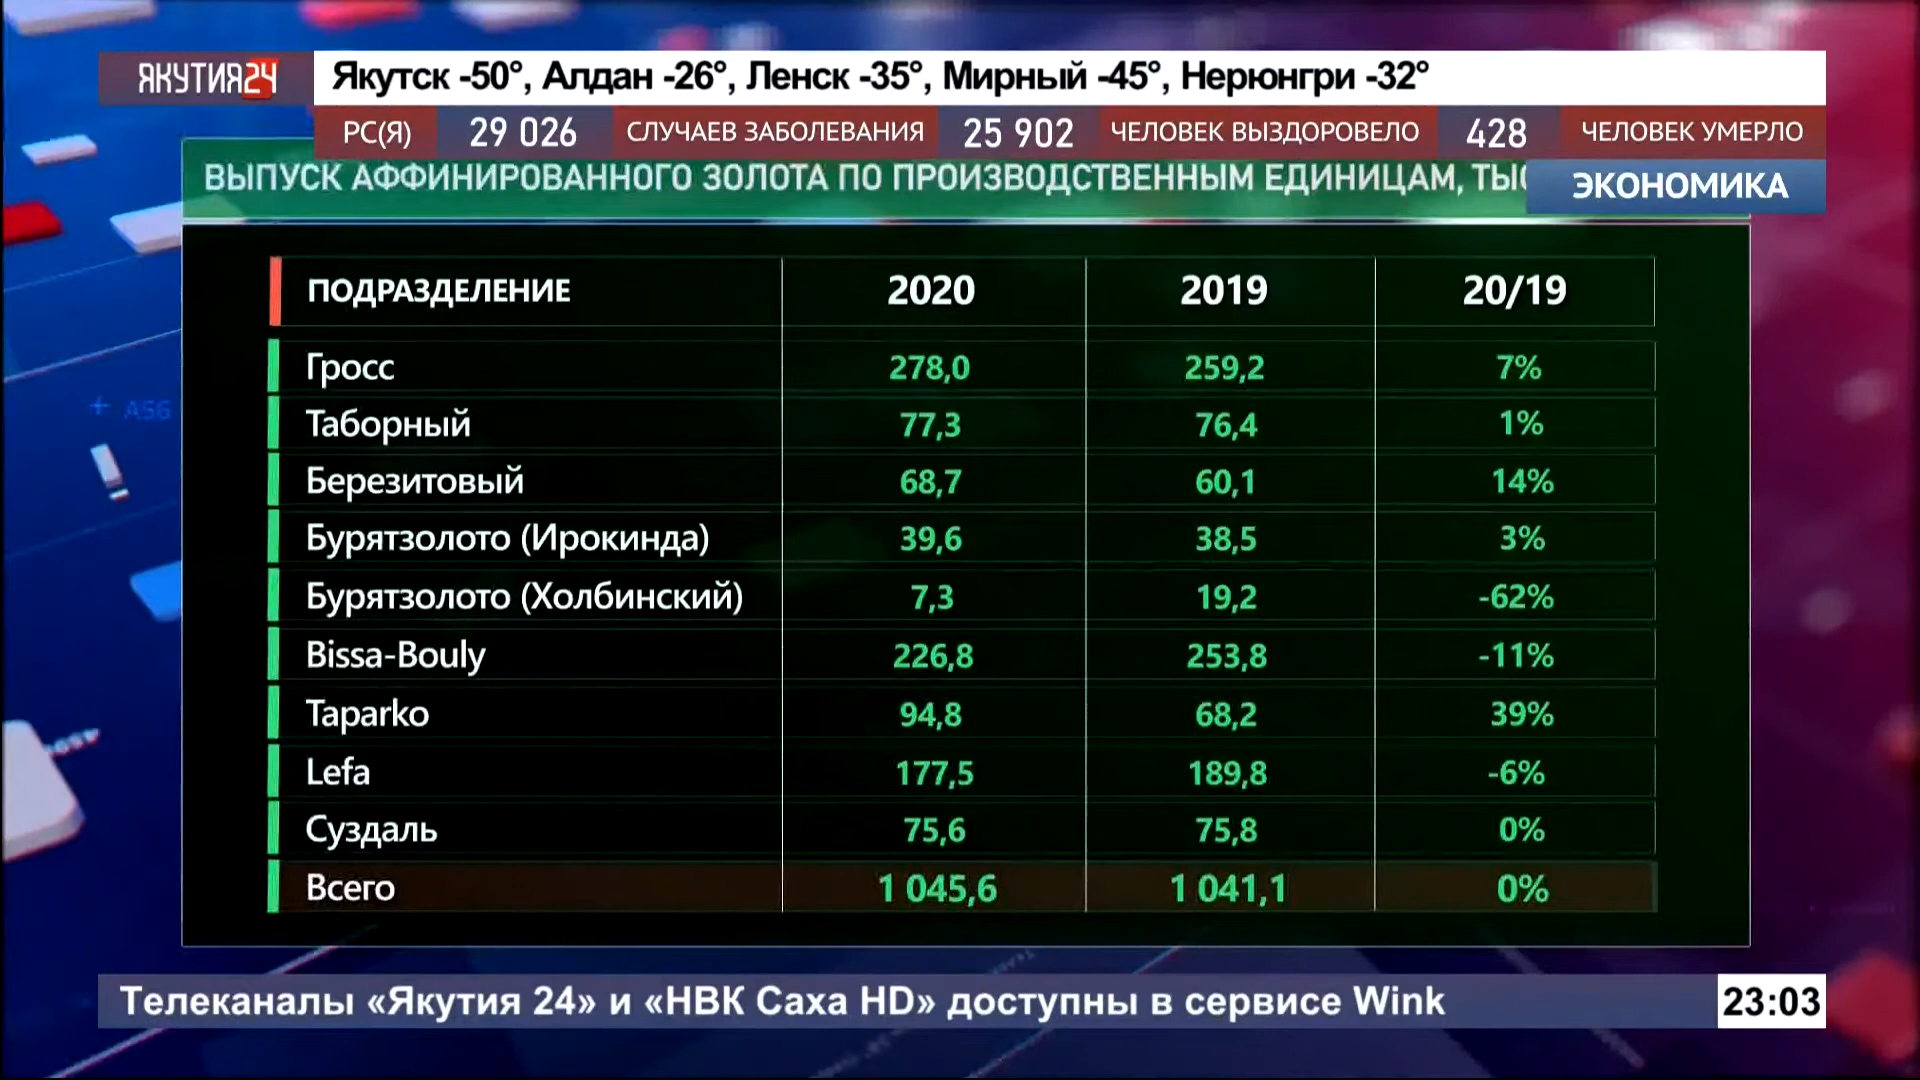 ЯКУТИЯ24
Якутск -50°, Алдан -26°, Ленск -35°, Мирный -45°, Нерюнгри -32°
РС(Я) 29 026 СЛУЧАЕВ ЗАБОЛЕВАНИЯ 25 902 ЧЕЛОВЕК ВЫЗДОРОВЕЛО 428 ЧЕЛОВЕК УМЕРЛО
ВЫПУСК АФФИНИРОВАННОГО ЗОЛОТА ПО ПРОИЗВОДСТВЕННЫМ ЕДИНИЦАМ,
ЭКОНОМИКА
ПОДРАЗДЕЛЕНИЕ 2020 2019 20/19
Гросс 278,0 259,2 7%
Таборный 77,3 76,4 1%
Березитовый 68,7 60,1 14%
Бурятзолото (Ирокинда) 39,6 38,5 3%
Бурятзолото (Холбинский) 7,3 19,2 -62%
Bissa-Bouly 226,8 253,8 -11%
Taparko 94,8 68,2 39%
Lefa 177,5 189,8 -6%
Суздаль 75,6 75,8 0%
Всего 1 045,6 1 041,1 0%
+ A56
Телеканалы «Якутия 24» и «НВК Саха HD» доступны в сервисе Wink
23:03